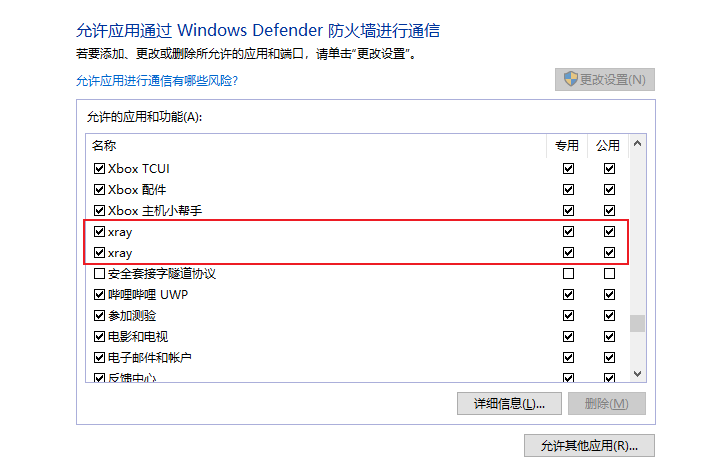 允许应用通过 Windows Defender 防火墙进行通信
若要添加、更改或删除所允许的应用和端口，请单击"更改设置"。
允许应用进行通信有哪些风险?
更改设置(N)
允许的应用和功能(A):
名称 专用 公用
Xbox TCUI
Xbox 配件
Xbox 主机小帮手
xray
xray
安全套接字隧道协议
哔哩哔哩 UWP
参加测验
电影和电视
电子邮件和帐户
反馈中心
详细信息(L)...
删除(M)
允许其他应用(R)...